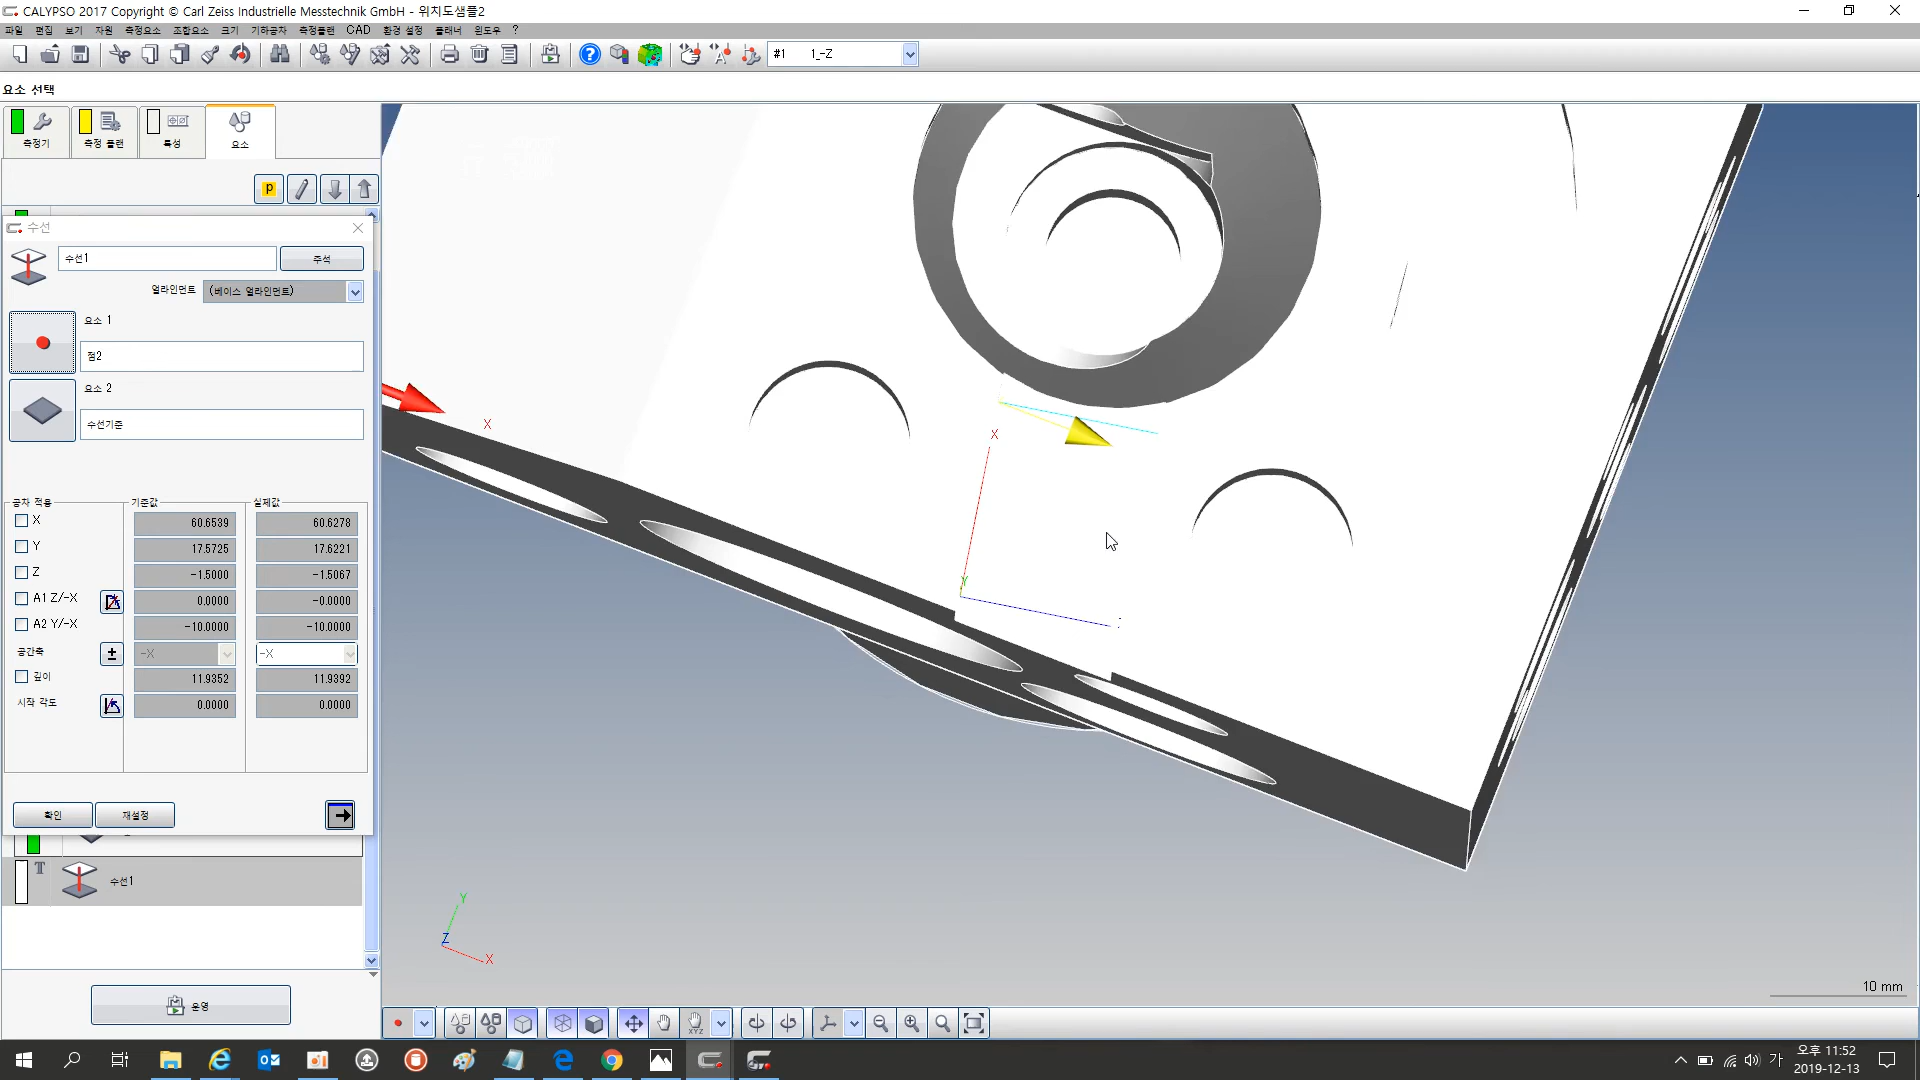 CALYPSO 2017 Copyright © Carl Zeiss Industrielle Messtechnik GmbH - 위치도샘플2
파일 편집 보기 자원 측정요소 조합요소 크기 기하공차 측정플랜 CAD 환경 설정 플래너 윈도우 ?
#1 1_-Z
요소 선택
측정기 측정 플랜 특성 요소
p
수선
수선1 주석
얼라인먼트 (베이스 얼라인먼트)
요소 1
점2
요소 2
수선기준
공차 적용 기준값 실제값
X 60.6539 60.6278
Y 17.5725 17.6221
Z -1.5000 -1.5067
A1 Z/-X 0.0000 -0.0000
A2 Y/-X -10.0000 -10.0000
공간축 ± -X -X
깊이 11.9352 11.9392
시작 각도 0.0000 0.0000
확인 재설정
T 수선1
운영
X
X
Y
Y
Z
X
10 mm
XYZ
가 오후 11:52
2019-12-13